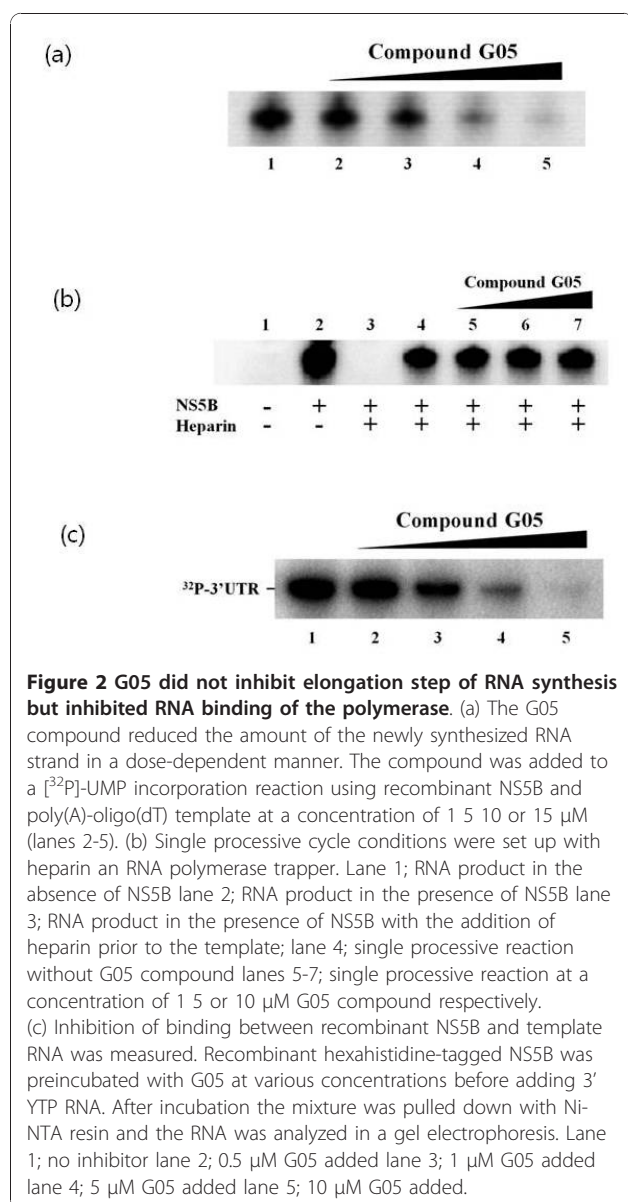 (a)
Compound G05
1 2 3 4 5
(b)
Compound G05
1 2 3 4 5 6 7
NS5B - + + + + + +
Heparin - - + + + + +
(c)
Compound G05
³²P-3'UTR -
1 2 3 4 5
Figure 2 G05 did not inhibit elongation step of RNA synthesis
but inhibited RNA binding of the polymerase. (a) The G05
compound reduced the amount of the newly synthesized RNA
strand in a dose-dependent manner. The compound was added to
a [³²P]-UMP incorporation reaction using recombinant NS5B and
poly(A)-oligo(dT) template at a concentration of 1 5 10 or 15 μM
(lanes 2-5). (b) Single processive cycle conditions were set up with
heparin an RNA polymerase trapper. Lane 1; RNA product in the
absence of NS5B lane 2; RNA product in the presence of NS5B lane
3; RNA product in the presence of NS5B with the addition of
heparin prior to the template; lane 4; single processive reaction
without G05 compound lanes 5-7; single processive reaction at a
concentration of 1 5 or 10 μM G05 compound respectively.
(c) Inhibition of binding between recombinant NS5B and template
RNA was measured. Recombinant hexahistidine-tagged NS5B was
preincubated with G05 at various concentrations before adding 3'
YTP RNA. After incubation the mixture was pulled down with Ni-
NTA resin and the RNA was analyzed in a gel electrophoresis. Lane
1; no inhibitor lane 2; 0.5 μM G05 added lane 3; 1 μM G05 added
lane 4; 5 μM G05 added lane 5; 10 μM G05 added.